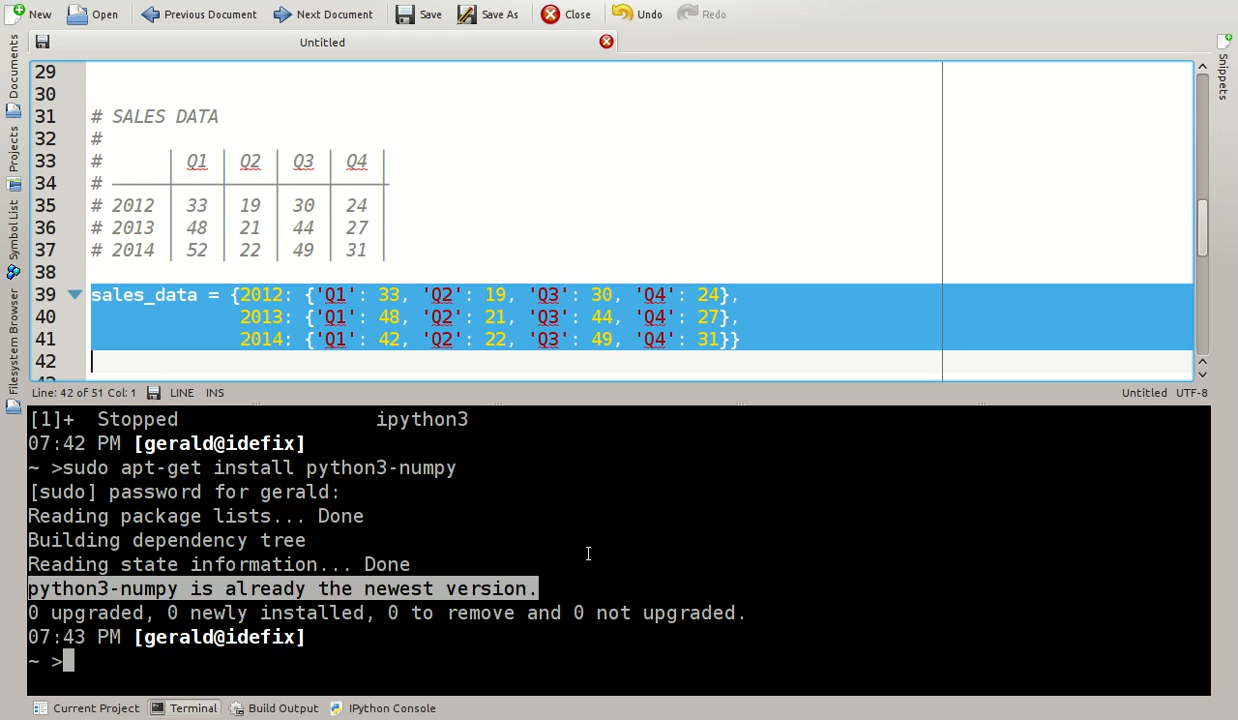 New Open Previous Document Next Document Save Save As Close Undo Redo
Untitled
Documents
Projects
Symbol List
Filesystem Browser
Snippets
29
30
31 # SALES DATA
32 #
33 # | Q1 | Q2 | Q3 | Q4 |
34 #
35 # 2012 | 33 | 19 | 30 | 24 |
36 # 2013 | 48 | 21 | 44 | 27 |
37 # 2014 | 52 | 22 | 49 | 31 |
38
39 sales_data = {2012: {'Q1': 33, 'Q2': 19, 'Q3': 30, 'Q4': 24},
40 2013: {'Q1': 48, 'Q2': 21, 'Q3': 44, 'Q4': 27},
41 2014: {'Q1': 42, 'Q2': 22, 'Q3': 49, 'Q4': 31}}
42
Line: 42 of 51 Col: 1 LINE INS Untitled UTF-8
[1]+ Stopped ipython3
07:42 PM [gerald@idefix]
~ >sudo apt-get install python3-numpy
[sudo] password for gerald:
Reading package lists... Done
Building dependency tree
Reading state information... Done
python3-numpy is already the newest version.
0 upgraded, 0 newly installed, 0 to remove and 0 not upgraded.
07:43 PM [gerald@idefix]
~ >
Current Project Terminal Build Output IPython Console